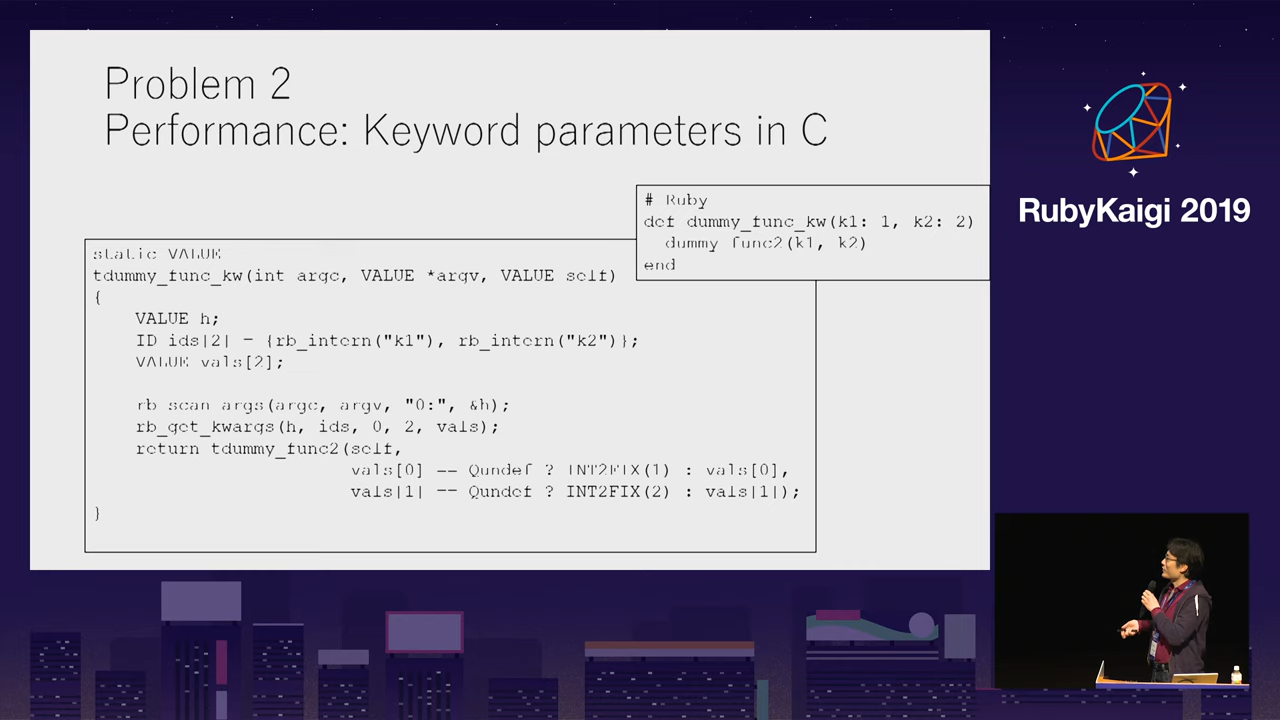 Problem 2
Performance: Keyword parameters in C
# Ruby
def dummy_func_kw(k1: 1, k2: 2)
dummy_func2(k1, k2)
end
static VALUE
tdummy_func_kw(int argc, VALUE *argv, VALUE self)
{
VALUE h;
ID ids[2] = {rb_intern("k1"), rb_intern("k2")};
VALUE vals[2];
rb_scan_args(argc, argv, "0:", &h);
rb_get_kwargs(h, ids, 0, 2, vals);
return tdummy_func2(self,
vals[0] == Qundef ? INT2FIX(1) : vals[0],
vals[1] == Qundef ? INT2FIX(2) : vals[1]);
}
RubyKaigi 2019